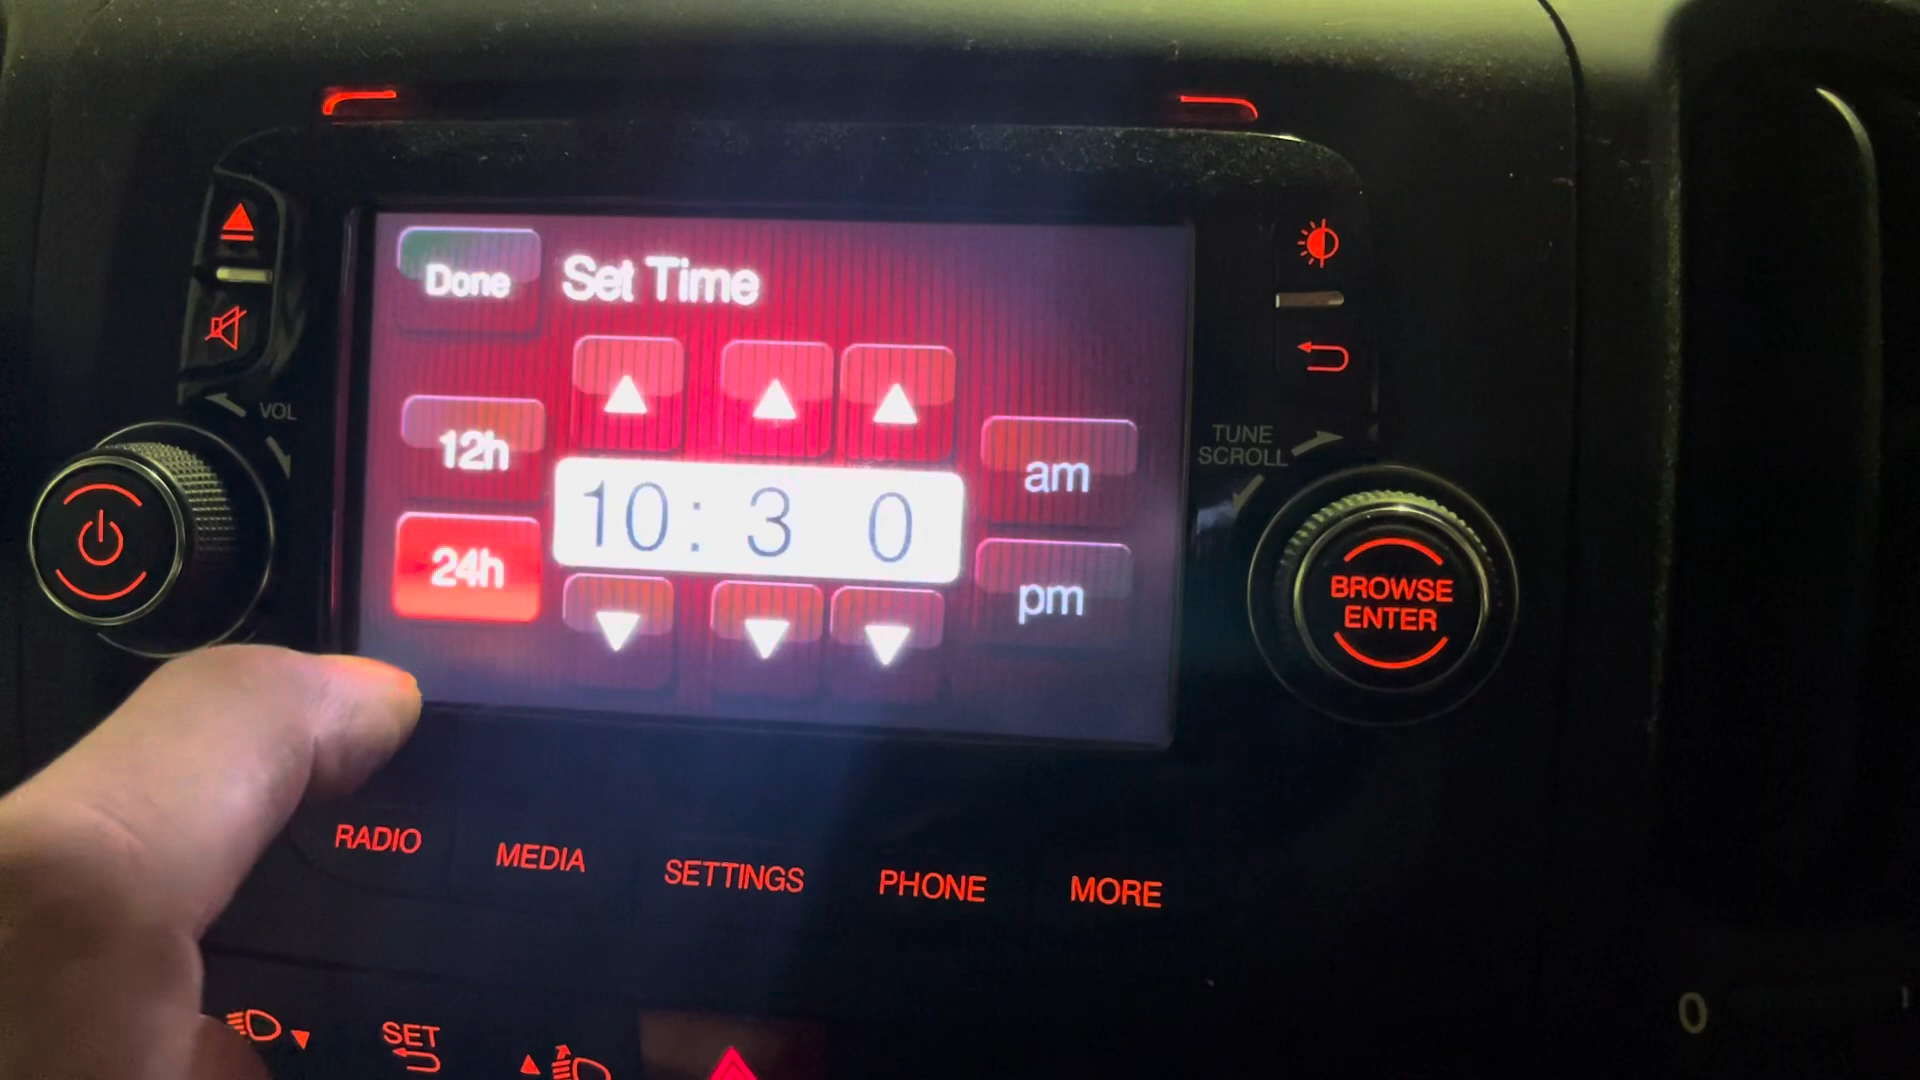 Done
Set Time
VOL
12h
am
TUNE
SCROLL
10: 3 0
24h
pm
BROWSE
ENTER
RADIO
MEDIA
SETTINGS
PHONE
MORE
SET
0